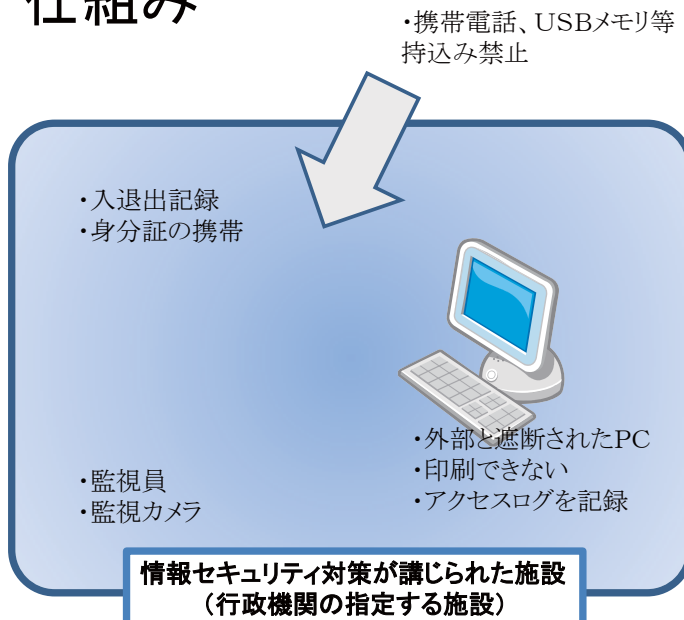 仕組み
・携帯電話、USBメモリ等
持込み禁止
・入退出記録
・身分証の携帯
・外部と遮断されたPC
・印刷できない
・アクセスログを記録
・監視員
・監視カメラ
情報セキュリティ対策が講じられた施設
（行政機関の指定する施設）